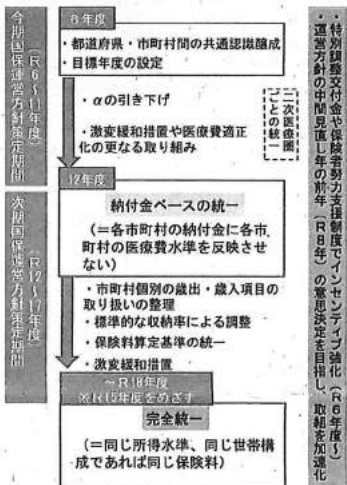 今期国保運営方針策定期間
（R6～11年度）
6年度
・都道府県・市町村間の共通認識醸成
・目標年度の設定
・αの引き下げ
・激変緩和措置や医療費適正
化の更なる取り組み
二次医療圏
ごとの統一
12年度
納付金ベースの統一
（＝各市町村の納付金に各市
町村の医療費水準を反映させ
ない）
次期国保運営方針策定期間
（R12～17年度）
・市町村個別の歳出・歳入項目の
取り扱いの整理
・標準的な収納率による調整
・保険料算定基準の統一
・激変緩和措置
～R18年度
※R15年度をめざす
完全統一
（＝同じ所得水準、同じ世帯構
成であれば同じ保険料）
・特別調整交付金や保険者努力支援制度でインセンティブ強化（R6年度～）
・運営方針の中間見直し年の前年（R8年）の意思決定を目指し、取組を加速化